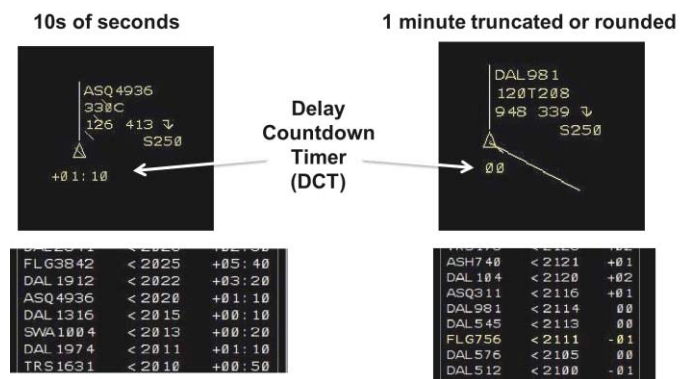 10s of seconds
1 minute truncated or rounded
ASQ4936
330C
126 413
S250
+01:10
Delay
Countdown
Timer
(DCT)
DAL981
120T208
948 339
S250
00
FLG3842 <2025 +05:40
DAL1912 <2022 +03:20
ASQ4936 <2020 +01:10
DAL1316 <2015 +00:10
SWA1004 <2013 +00:20
DAL1974 <2011 +01:10
TRS1631 <2010 +00:50
ASH740 <2121 +01
DAL104 <2120 +02
ASQ311 <2116 +01
DAL981 <2114 00
DAL545 <2113 00
FLG756 <2111 -01
DAL576 <2105 00
DAL512 <2100 -01